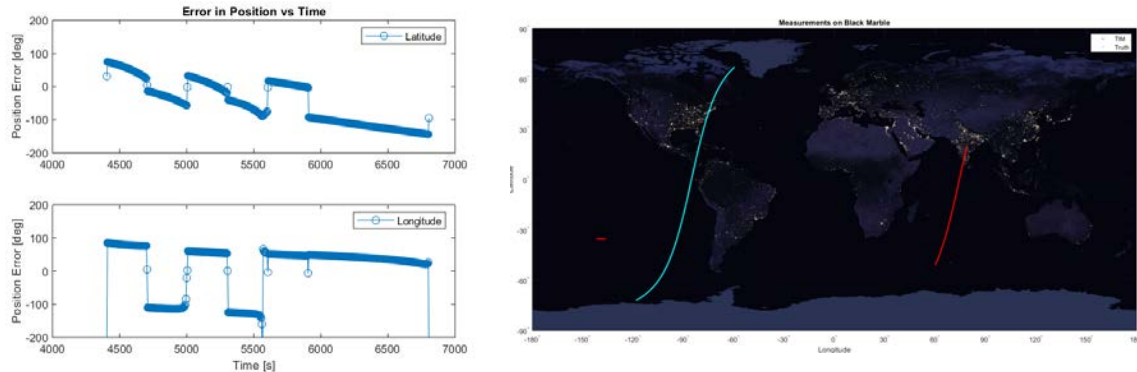 Error in Position vs Time
200
100
0
-100
-200
4000 4500 5000 5500 6000 6500 7000
Position Error [deg]
Latitude
200
100
0
-100
-200
4000 4500 5000 5500 6000 6500 7000
Position Error [deg]
Longitude
Time [s]
Measurements on Black Marble
Truth
90°
60°
30°
0°
-30°
-60°
-90°
-180° -150° -120° -90° -60° -30° 0° 30° 60° 90° 120° 150°
Longitude